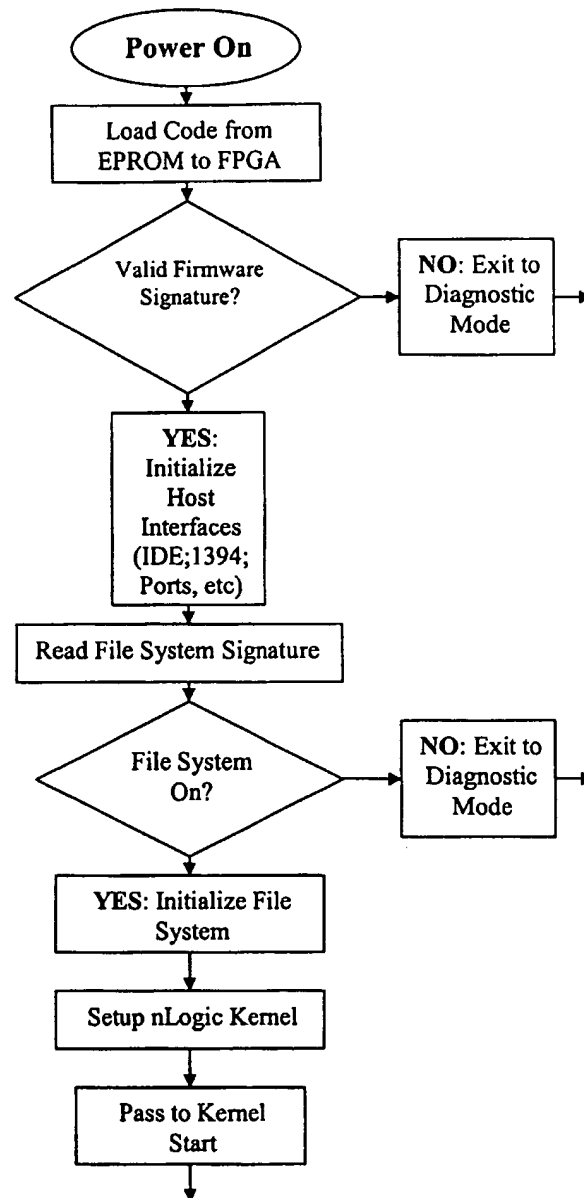 Power On
Load Code from
EPROM to FPGA
Valid Firmware
Signature?
NO: Exit to
Diagnostic
Mode
YES:
Initialize
Host
Interfaces
(IDE;1394;
Ports, etc)
Read File System Signature
File System
On?
NO: Exit to
Diagnostic
Mode
YES: Initialize File
System
Setup nLogic Kernel
Pass to Kernel
Start